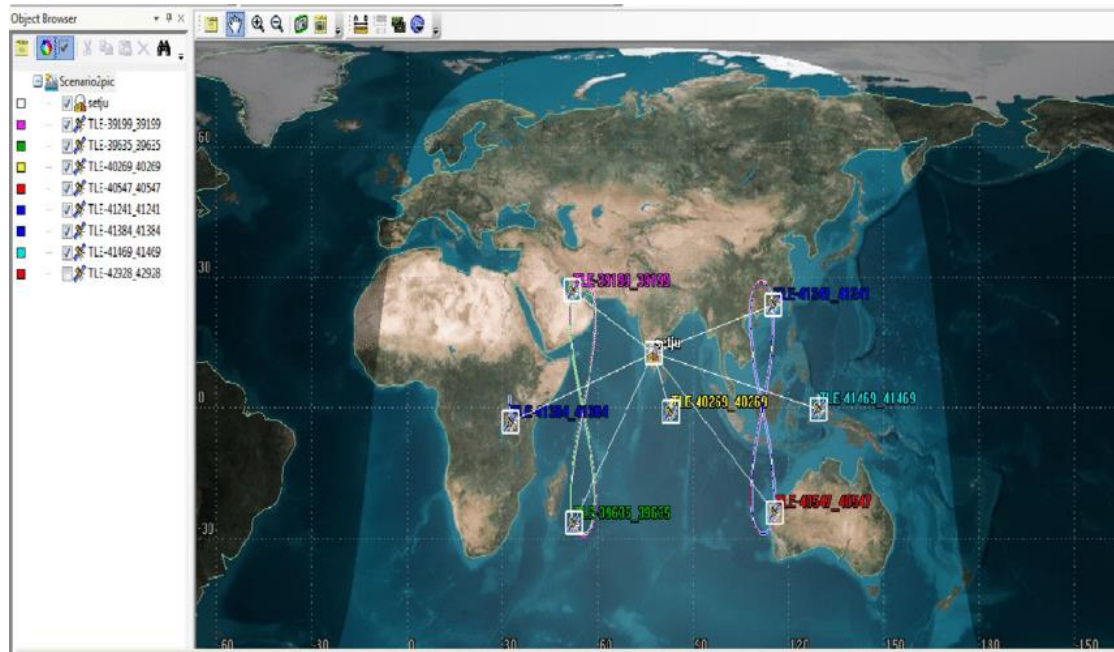 Object Browser
Scenario2pic
setju
TLE-39199_39199
TLE-39635_39635
TLE-40269_40269
TLE-40547_40547
TLE-41241_41241
TLE-41384_41384
TLE-41469_41469
TLE-42928_42928
60
30
TLE-39199_39199
TLE-41241_41241
setju
0
TLE-41384_41384
TLE-40269_40269
TLE-41469_41469
TLE-39635_39635
TLE-40547_40547
-30
-60
0
-30
-60
-90
-120
-150
-180
-150